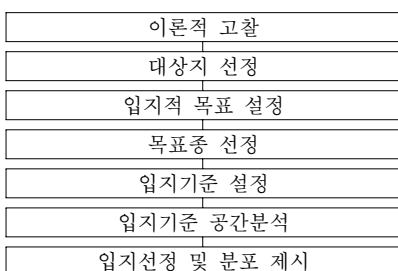 이론적 고찰
대상지 선정
입지적 목표 설정
목표종 선정
입지기준 설정
입지기준 공간분석
입지선정 및 분포 제시